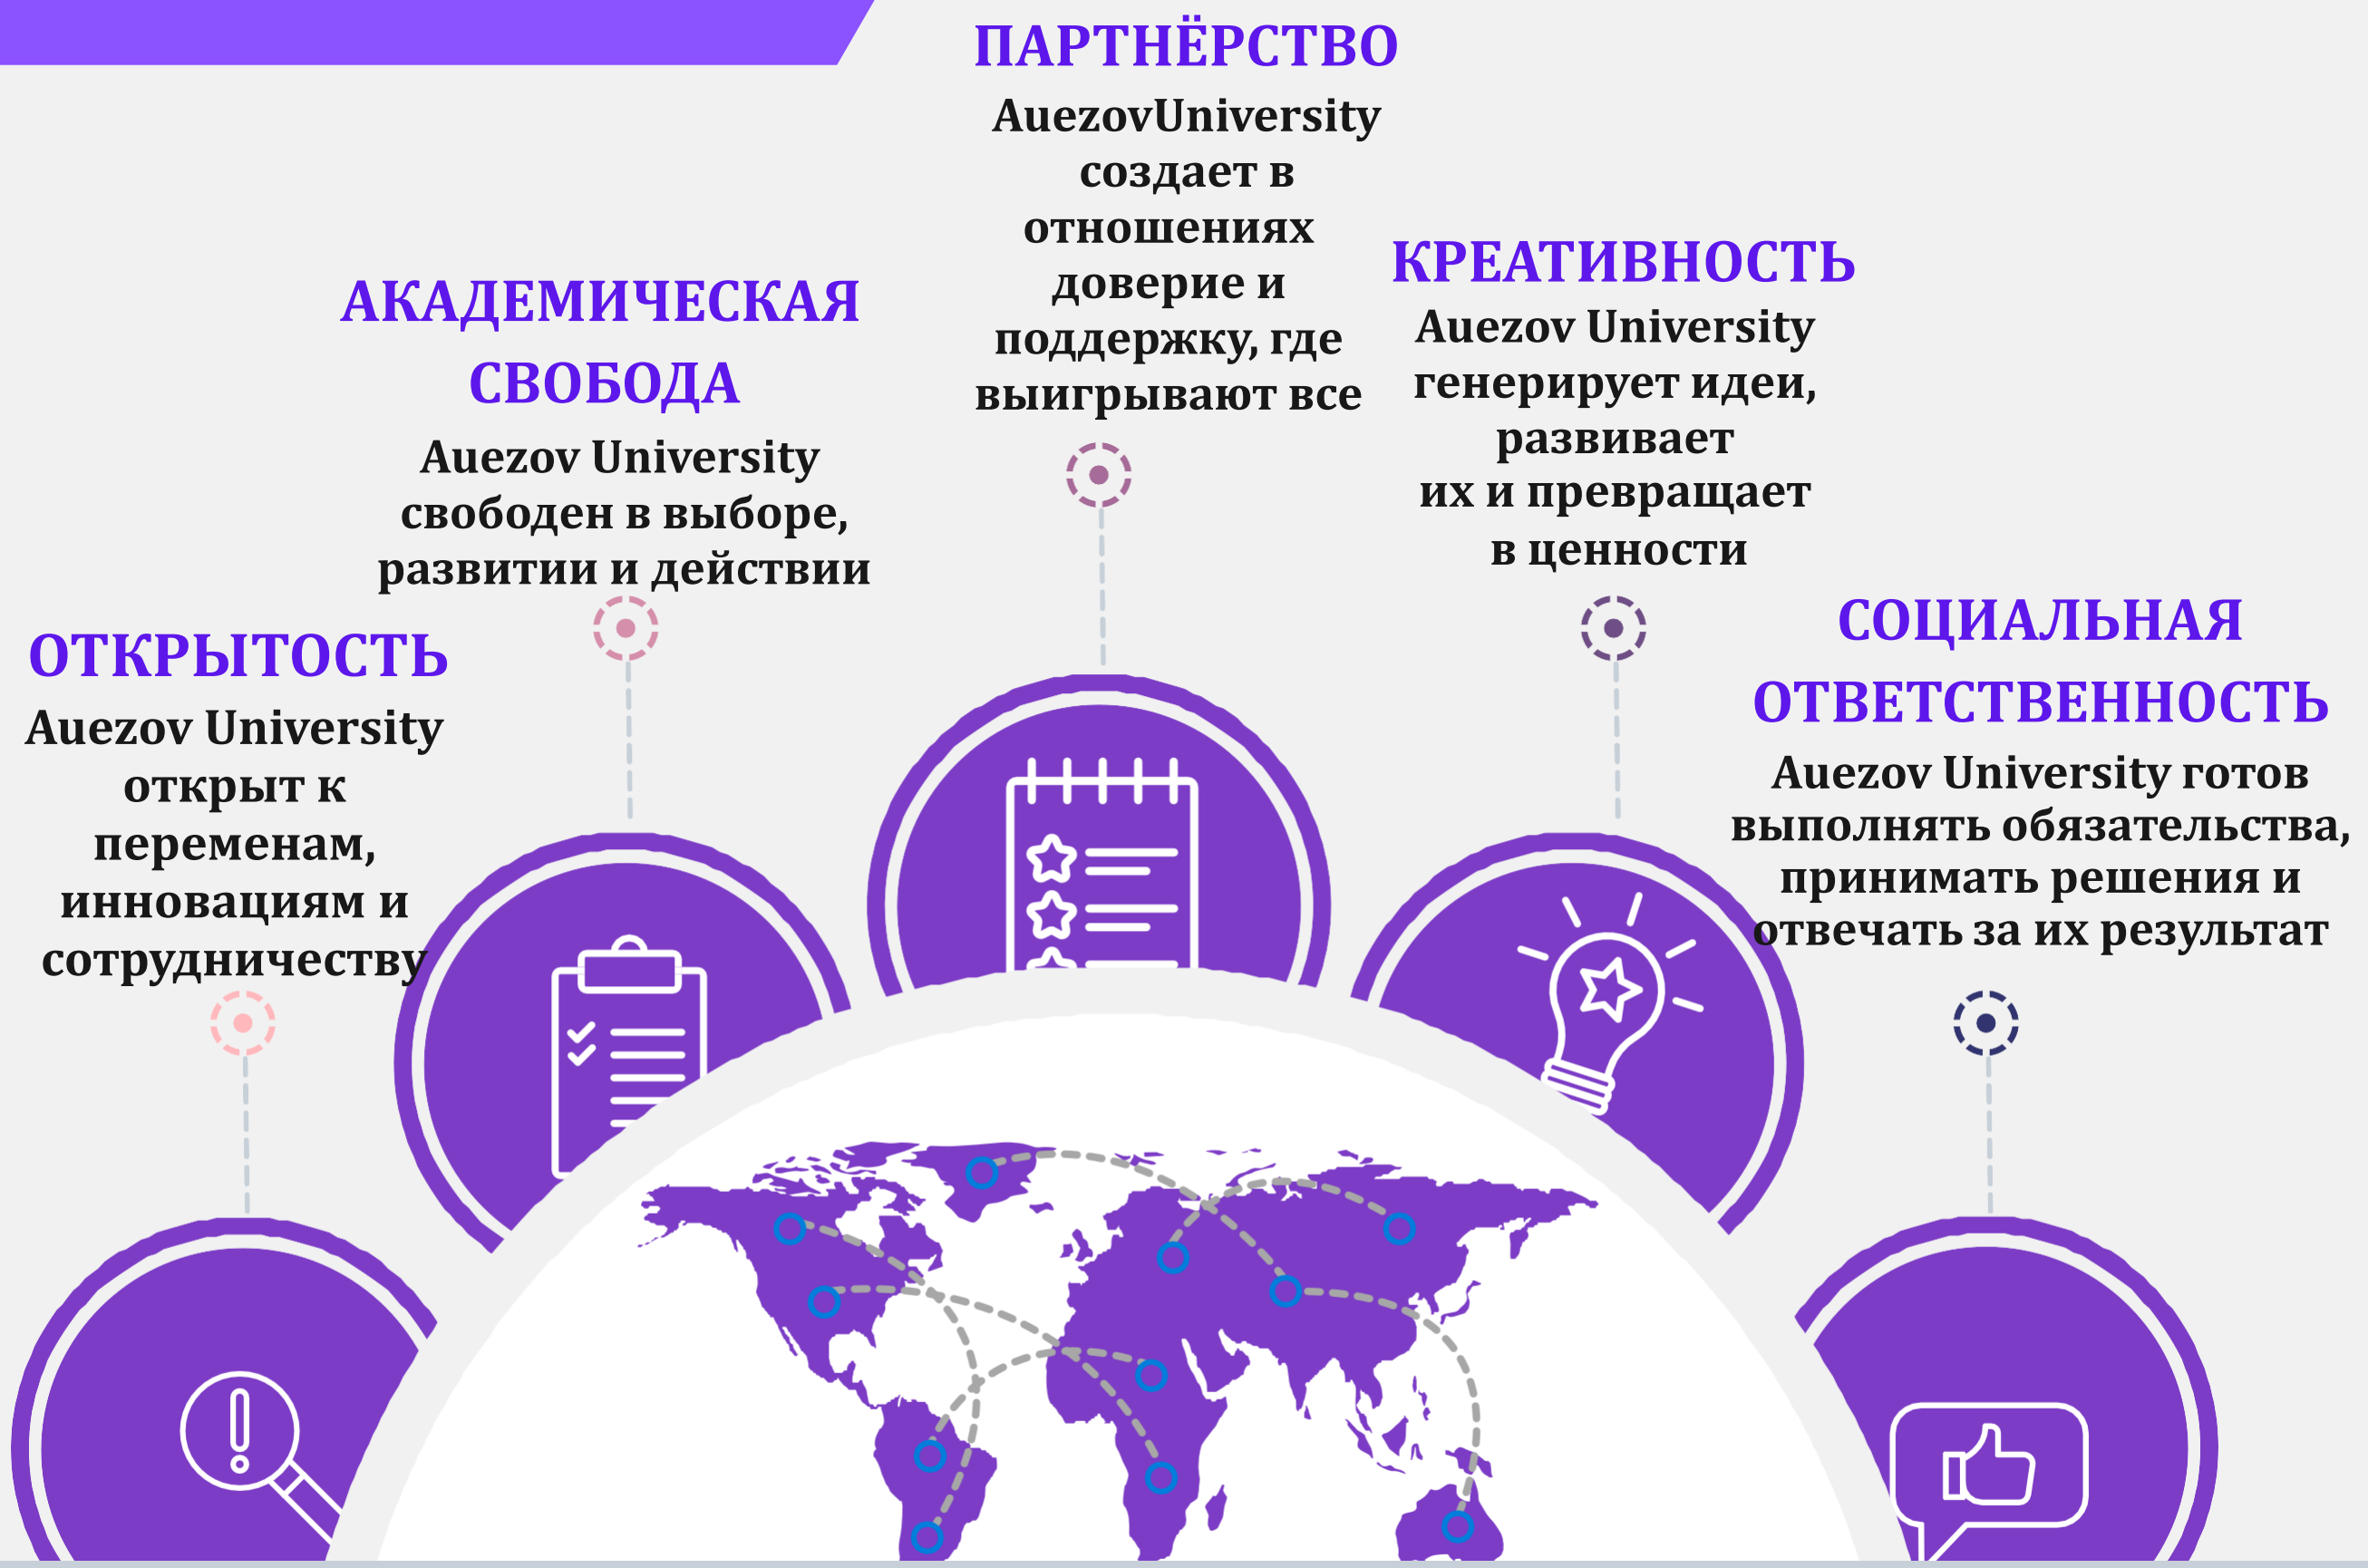 ПАРТНЁРСТВО
AuezovUniversity
создает в
отношениях
доверие и
поддержку, где
выигрывают все
КРЕАТИВНОСТЬ
Auezov University
генерирует идеи,
развивает
их и превращает
в ценности
АКАДЕМИЧЕСКАЯ
СВОБОДА
Auezov University
свободен в выборе,
развитии и действии
СОЦИАЛЬНАЯ
ОТВЕТСТВЕННОСТЬ
Auezov University готов
выполнять обязательства,
принимать решения и
отвечать за их результат
ОТКРЫТОСТЬ
Auezov University
открыт к
переменам,
инновациям и
сотрудничеству